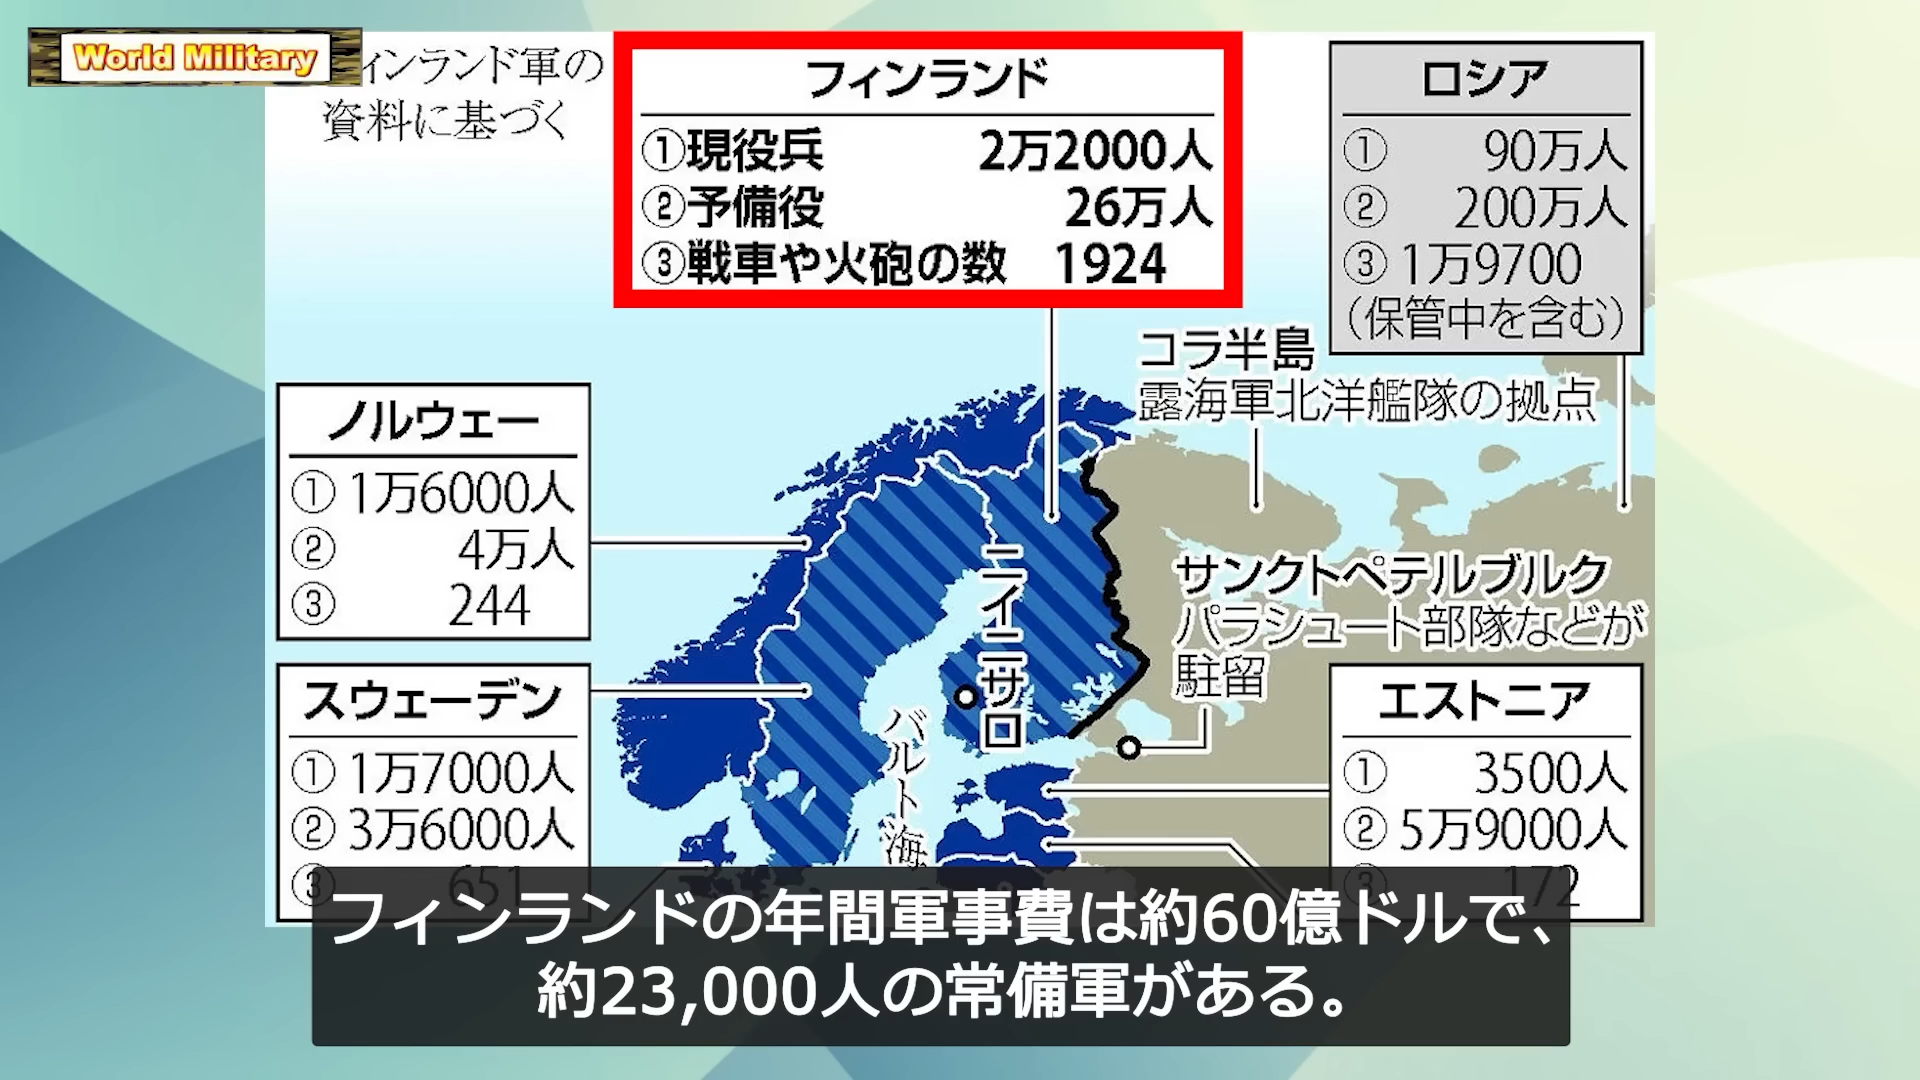 World Military
ィンランド軍の
資料に基づく
フィンランド
①現役兵 2万2000人
②予備役 26万人
③戦車や火砲の数 1924
ロシア
① 90万人
② 200万人
③ 1万9700
（保管中を含む）
コラ半島
露海軍北洋艦隊の拠点
ノルウェー
① 1万6000人
② 4万人
③ 244
サンクトペテルブルク
パラシュート部隊などが
駐留
ニイニサロ
スウェーデン
① 1万7000人
② 3万6000人
③ 651
バルト海
エストニア
① 3500人
② 5万9000人
③ 172
フィンランドの年間軍事費は約60億ドルで、
約23,000人の常備軍がある。